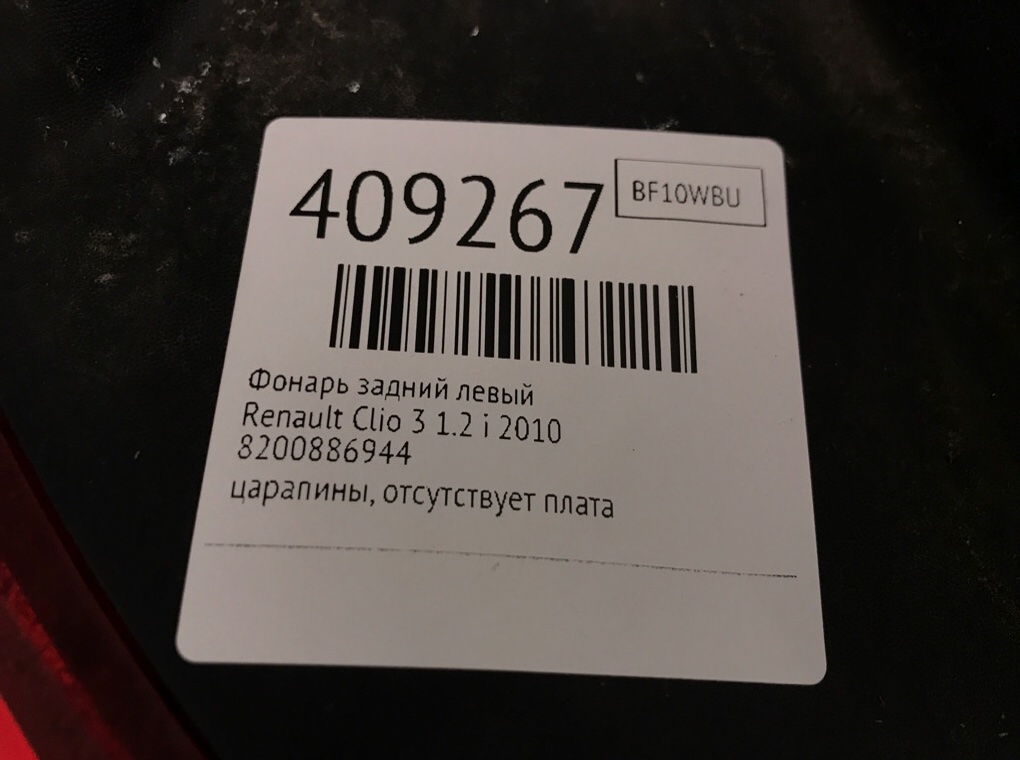 409267
BF10WBU
Фонарь задний левый
Renault Clio 3 1.2 i 2010
8200886944
царапины, отсутствует плата